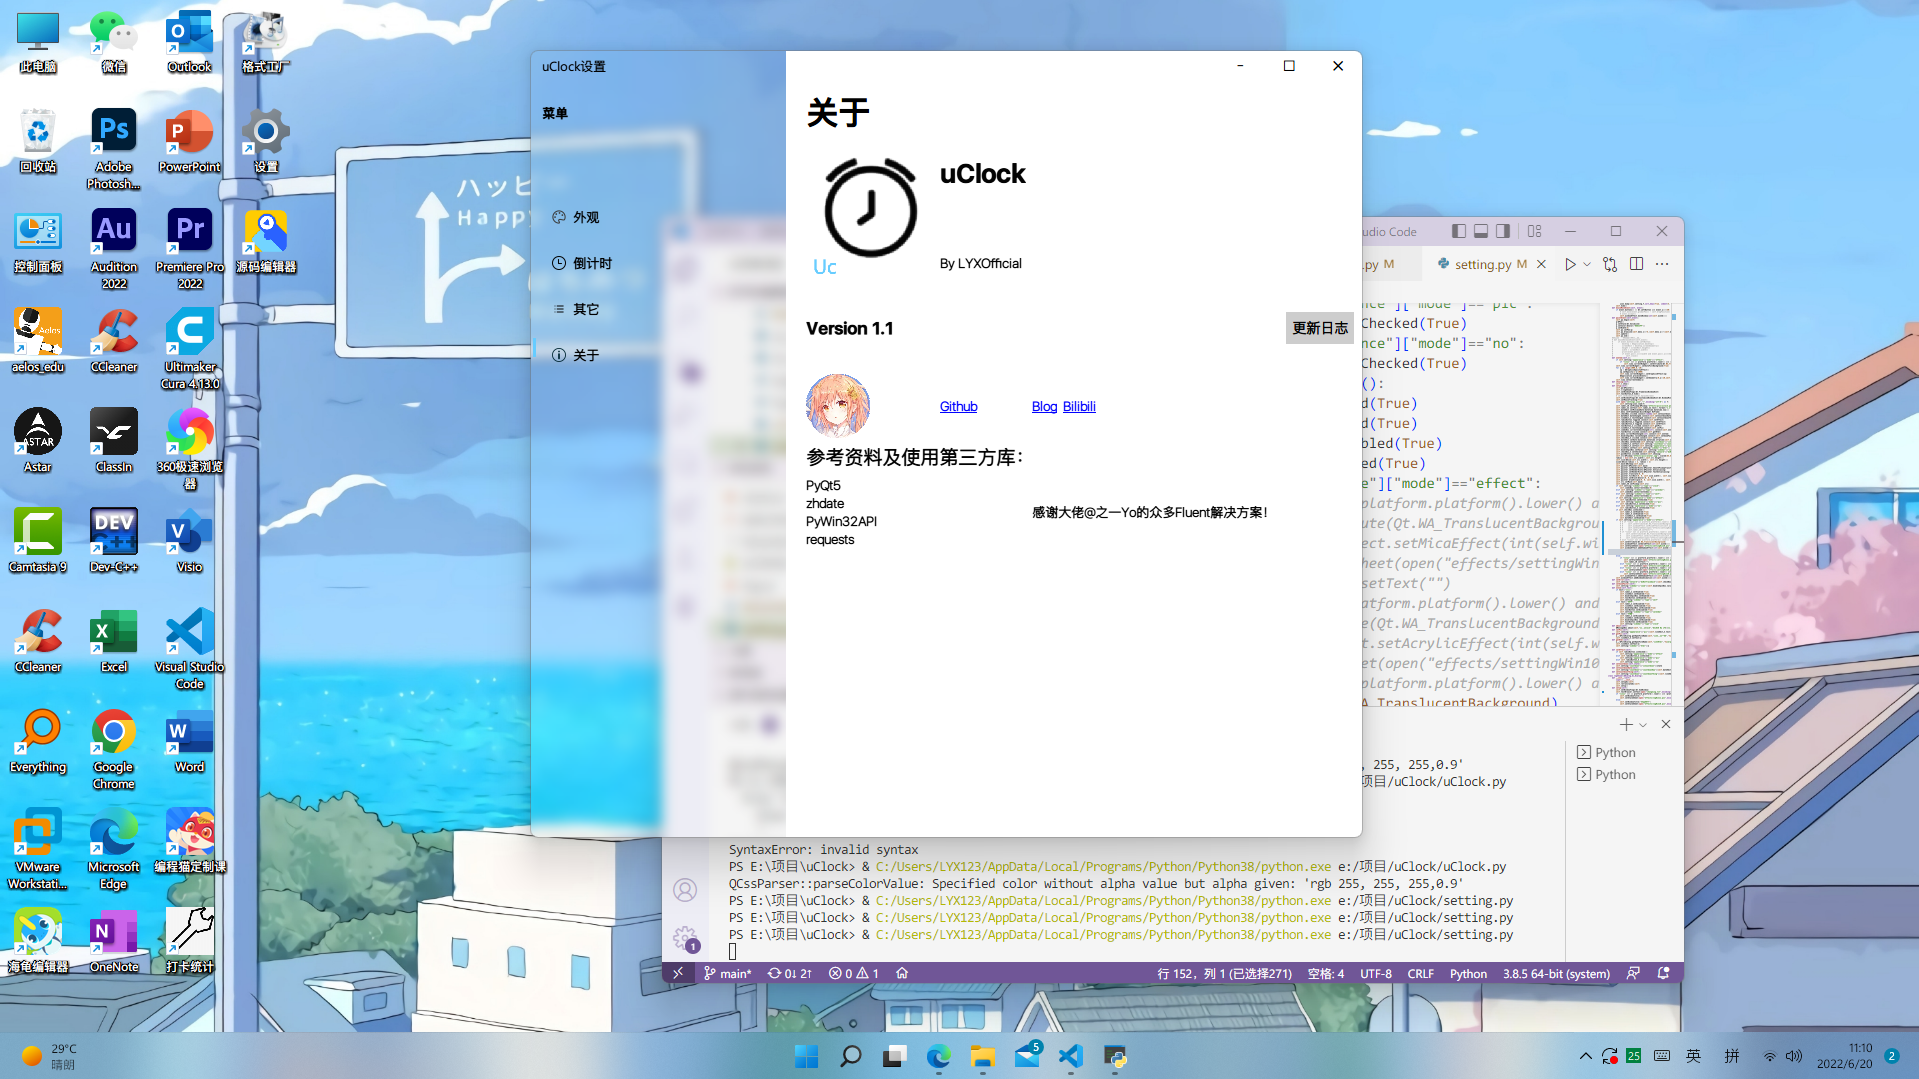 此电脑
微信
Outlook
格式工厂
回收站
Adobe
Photosh...
PowerPoint
设置
控制面板
Audition
2022
Premiere Pro
2022
源码编辑器
aelos_edu
CCleaner
Ultimaker
Cura 4.13.0
Astar
ClassIn
360极速浏览
器
Camtasia 9
Dev-C++
Visio
CCleaner
Excel
Visual Studio
Code
Everything
Google
Chrome
Word
VMware
Workstati...
Microsoft
Edge
编程猫定制课
海龟编辑器
OneNote
打卡统计
ハッピー
Happy
uClock设置
菜单
外观
倒计时
其它
关于
关于
Uc
uClock
By LYXOfficial
Version 1.1
更新日志
Github
Blog Bilibili
参考资料及使用第三方库：
PyQt5
zhdate
PyWin32API
requests
感谢大佬@之一Yo的众多Fluent解决方案！
udio Code
.py M
setting.py M
nce"]["mode"]=="pic":
Checked(True)
nce"]["mode"]=="no":
Checked(True)
():
d(True)
d(True)
bled(True)
ed(True)
e"]["mode"]=="effect":
platform.platform().lower() a
ute(Qt.WA_TranslucentBackgrou
ect.setMicaEffect(int(self.wi
heet(open("effects/settingWin
setText("")
atform.platform().lower() and
e(Qt.WA_TranslucentBackground
t.setAcrylicEffect(int(self.w
et(open("effects/settingWin10
platform.platform().lower() a
A_TranslucentBackground)
, 255, 255,0.9'
项目/uClock/uClock.py
Python
Python
SyntaxError: invalid syntax
PS E:\项目\uClock> & C:/Users/LYX123/AppData/Local/Programs/Python/Python38/python.exe e:/项目/uClock/uClock.py
QCssParser::parseColorValue: Specified color without alpha value but alpha given: 'rgb 255, 255, 255,0.9'
PS E:\项目\uClock> & C:/Users/LYX123/AppData/Local/Programs/Python/Python38/python.exe e:/项目/uClock/setting.py
PS E:\项目\uClock> & C:/Users/LYX123/AppData/Local/Programs/Python/Python38/python.exe e:/项目/uClock/setting.py
PS E:\项目\uClock> & C:/Users/LYX123/AppData/Local/Programs/Python/Python38/python.exe e:/项目/uClock/setting.py
main* 0↓ 2↑ 0 1 行 152，列 1 (已选择271) 空格: 4 UTF-8 CRLF Python 3.8.5 64-bit (system)
29°C
晴朗
5
25
英
拼
11:10
2022/6/20
2